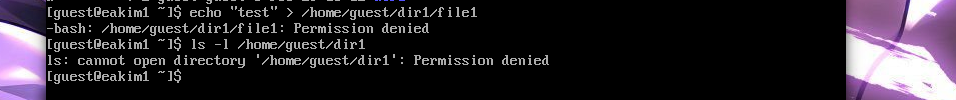 [guest@eakim1 ~]$ echo "test" > /home/guest/dir1/file1
-bash: /home/guest/dir1/file1: Permission denied
[guest@eakim1 ~]$ ls -l /home/guest/dir1
ls: cannot open directory '/home/guest/dir1': Permission denied
[guest@eakim1 ~]$